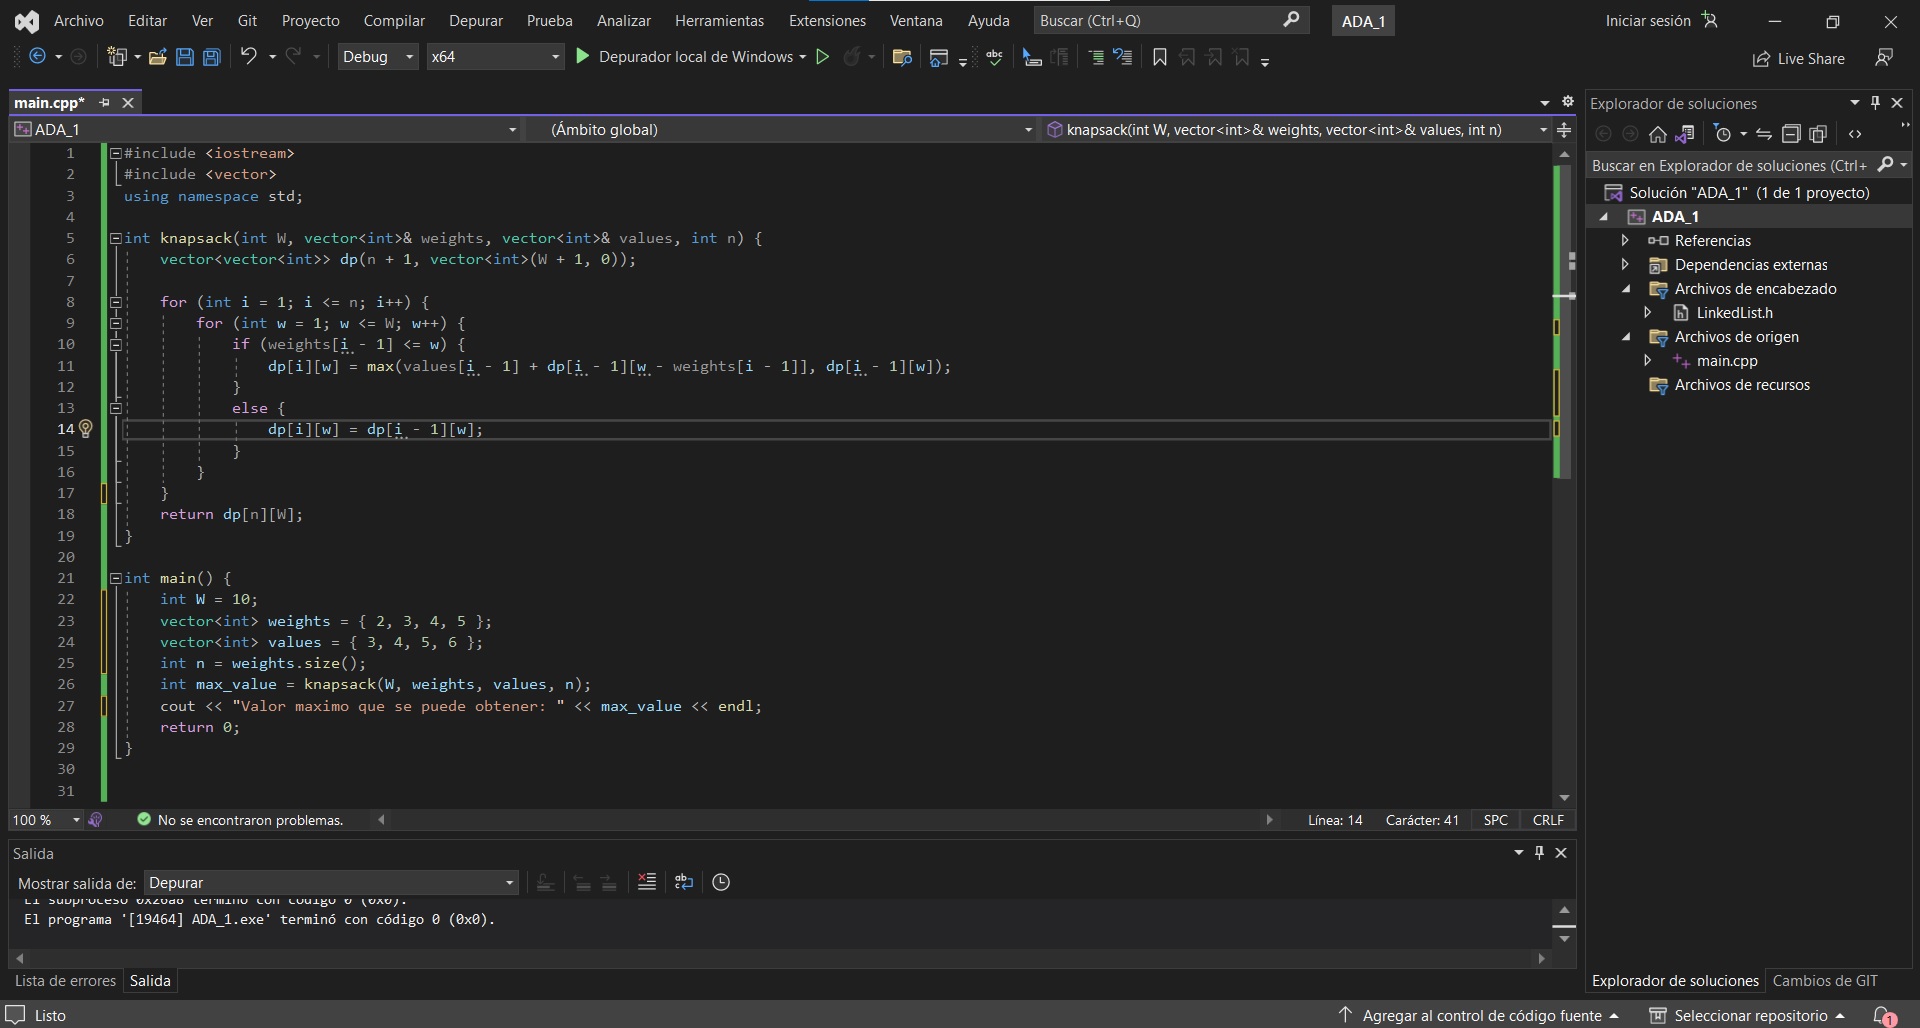 Archivo Editar Ver Git Proyecto Compilar Depurar Prueba Analizar Herramientas Extensiones Ventana Ayuda Buscar (Ctrl+Q) ADA_1 Iniciar sesión
Debug x64 Depurador local de Windows Live Share
main.cpp*
ADA_1 (Ámbito global) knapsack(int W, vector<int>& weights, vector<int>& values, int n)
1 #include <iostream>
2 #include <vector>
3 using namespace std;
4
5 int knapsack(int W, vector<int>& weights, vector<int>& values, int n) {
6     vector<vector<int>> dp(n + 1, vector<int>(W + 1, 0));
7
8     for (int i = 1; i <= n; i++) {
9         for (int w = 1; w <= W; w++) {
10             if (weights[i - 1] <= w) {
11                 dp[i][w] = max(values[i - 1] + dp[i - 1][w - weights[i - 1]], dp[i - 1][w]);
12             }
13             else {
14                 dp[i][w] = dp[i - 1][w];
15             }
16         }
17     }
18     return dp[n][W];
19 }
20
21 int main() {
22     int W = 10;
23     vector<int> weights = { 2, 3, 4, 5 };
24     vector<int> values = { 3, 4, 5, 6 };
25     int n = weights.size();
26     int max_value = knapsack(W, weights, values, n);
27     cout << "Valor maximo que se puede obtener: " << max_value << endl;
28     return 0;
29 }
30
31
100 % No se encontraron problemas. Línea: 14 Carácter: 41 SPC CRLF
Salida
Mostrar salida de: Depurar
El subproceso 0x26a8 terminó con código 0 (0x0).
El programa '[19464] ADA_1.exe' terminó con código 0 (0x0).
Lista de errores Salida
Explorador de soluciones
Buscar en Explorador de soluciones (Ctrl+
Solución "ADA_1" (1 de 1 proyecto)
ADA_1
Referencias
Dependencias externas
Archivos de encabezado
LinkedList.h
Archivos de origen
main.cpp
Archivos de recursos
Explorador de soluciones Cambios de GIT
Listo Agregar al control de código fuente Seleccionar repositorio 1